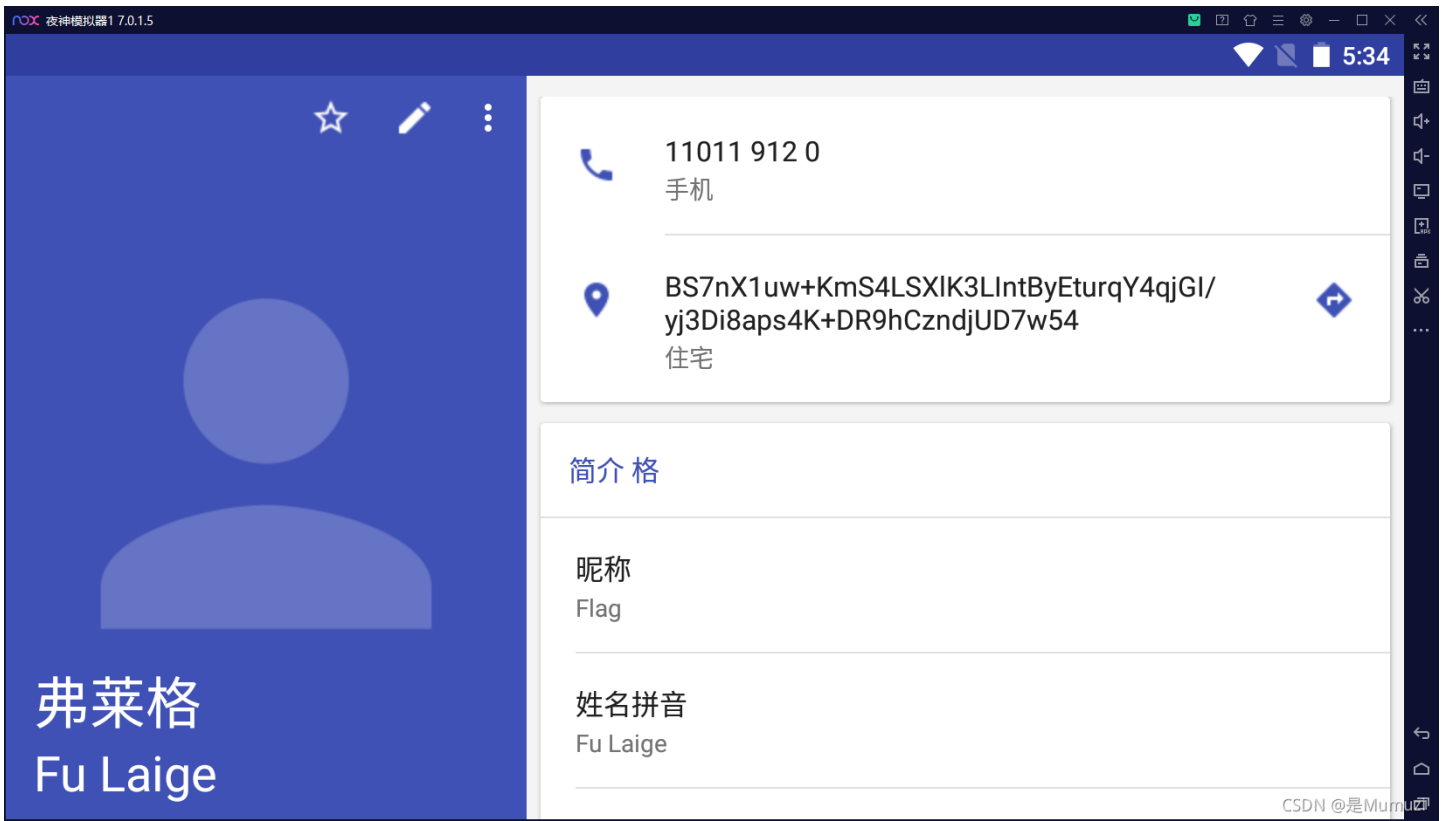 nox 夜神模拟器1 7.0.1.5
5:34
11011 912 0
手机
BS7nX1uw+KmS4LSXlK3LIntByEturqY4qjGI/
yj3Di8aps4K+DR9hCzndjUD7w54
住宅
简介 格
昵称
Flag
姓名拼音
Fu Laige
弗莱格
Fu Laige
CSDN @是Mumuzi